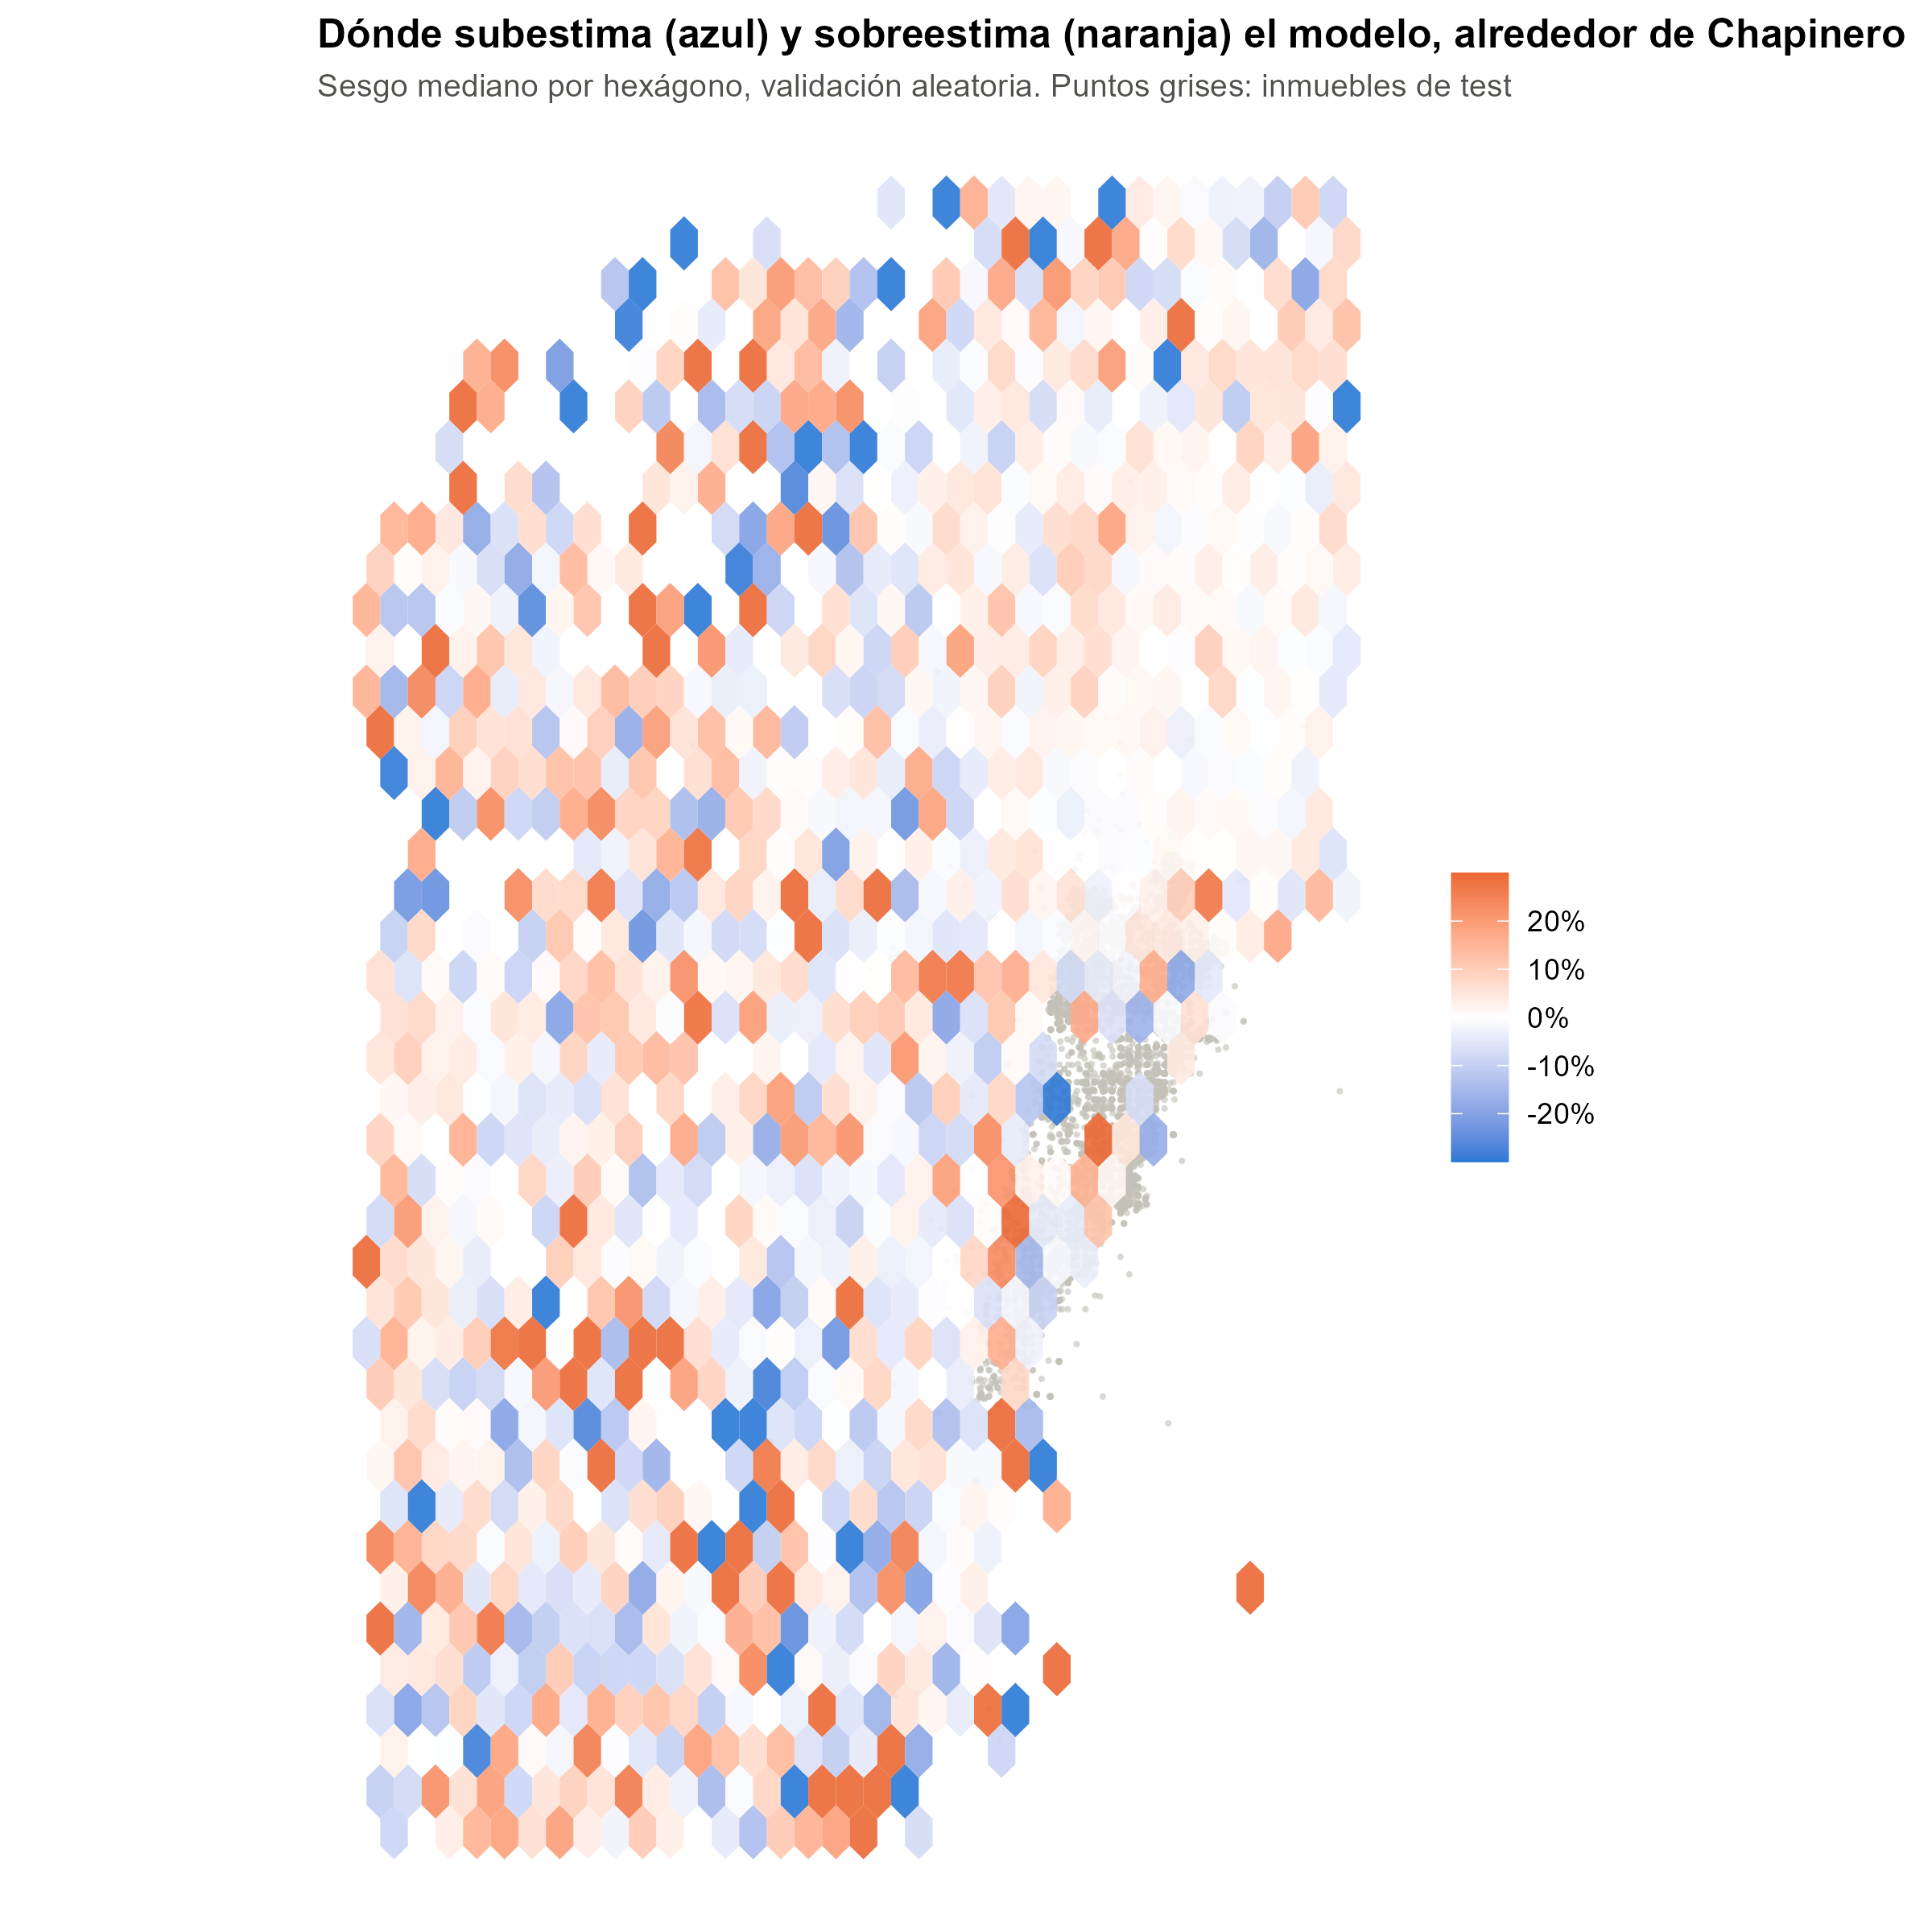 Dónde subestima (azul) y sobreestima (naranja) el modelo, alrededor de Chapinero
Sesgo mediano por hexágono, validación aleatoria. Puntos grises: inmuebles de test
20%
10%
0%
-10%
-20%